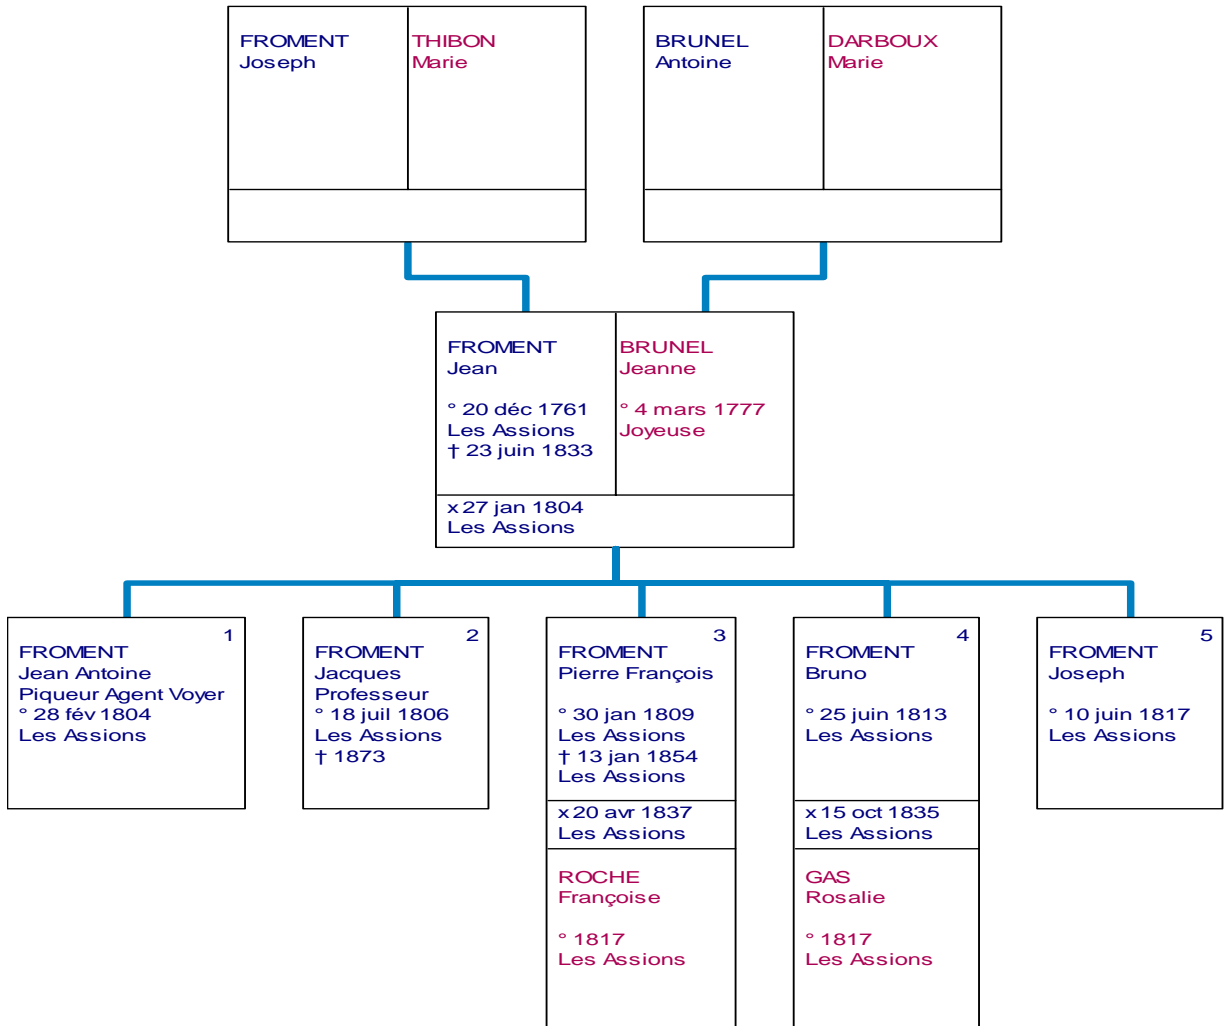 FROMENT
Joseph
THIBON
Marie
BRUNEL
Antoine
DARBOUX
Marie
FROMENT
Jean
° 20 déc 1761
Les Assions
† 23 juin 1833
BRUNEL
Jeanne
° 4 mars 1777
Joyeuse
x 27 jan 1804
Les Assions
1
FROMENT
Jean Antoine
Piqueur Agent Voyer
° 28 fév 1804
Les Assions
2
FROMENT
Jacques
Professeur
° 18 juil 1806
Les Assions
† 1873
3
FROMENT
Pierre François
° 30 jan 1809
Les Assions
† 13 jan 1854
Les Assions
x 20 avr 1837
Les Assions
ROCHE
Françoise
° 1817
Les Assions
4
FROMENT
Bruno
° 25 juin 1813
Les Assions
x 15 oct 1835
Les Assions
GAS
Rosalie
° 1817
Les Assions
5
FROMENT
Joseph
° 10 juin 1817
Les Assions